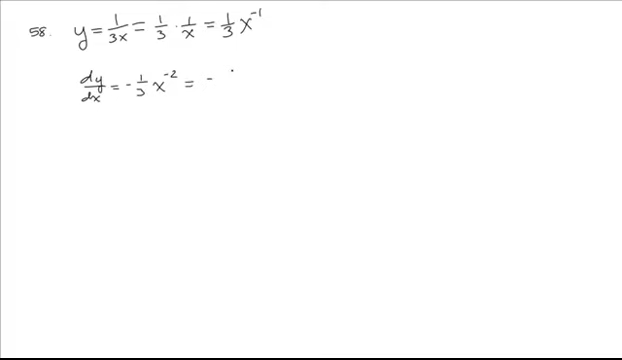 58. y = 1/3x = 1/3 · 1/x = 1/3 x⁻¹
dy/dx = - 1/3 x⁻² = -